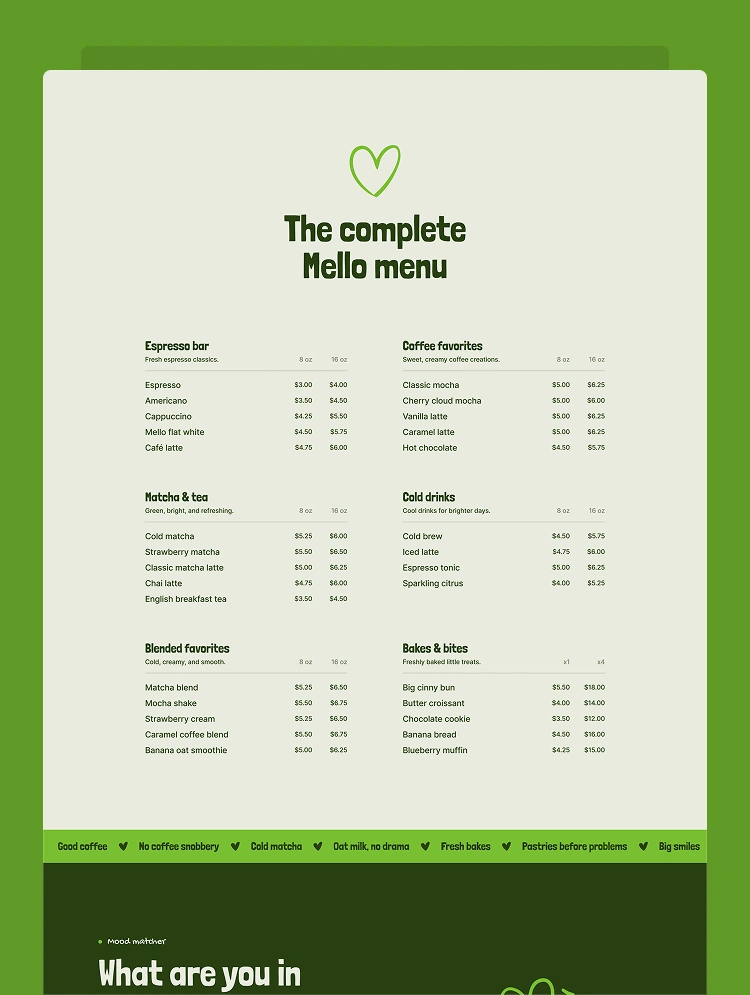 The complete
Mello menu
Espresso bar
Fresh espresso classics. 8 oz 16 oz
Espresso $3.00 $4.00
Americano $3.50 $4.50
Cappuccino $4.25 $5.50
Mello flat white $4.50 $5.75
Café latte $4.75 $6.00
Coffee favorites
Sweet, creamy coffee creations. 8 oz 16 oz
Classic mocha $5.00 $6.25
Cherry cloud mocha $5.00 $6.00
Vanilla latte $5.00 $6.25
Caramel latte $5.00 $6.25
Hot chocolate $4.50 $5.75
Matcha & tea
Green, bright, and refreshing. 8 oz 16 oz
Cold matcha $5.25 $6.00
Strawberry matcha $5.50 $6.50
Classic matcha latte $5.00 $6.25
Chai latte $4.75 $6.00
English breakfast tea $3.50 $4.50
Cold drinks
Cool drinks for brighter days. 8 oz 16 oz
Cold brew $4.50 $5.75
Iced latte $4.75 $6.00
Espresso tonic $5.00 $6.25
Sparkling citrus $4.00 $5.25
Blended favorites
Cold, creamy, and smooth. 8 oz 16 oz
Matcha blend $5.25 $6.50
Mocha shake $5.50 $6.75
Strawberry cream $5.25 $6.50
Caramel coffee blend $5.50 $6.75
Banana oat smoothie $5.00 $6.25
Bakes & bites
Freshly baked little treats. x1 x4
Big cinny bun $5.50 $18.00
Butter croissant $4.00 $14.00
Chocolate cookie $3.50 $12.00
Banana bread $4.50 $16.00
Blueberry muffin $4.25 $15.00
Good coffee No coffee snobbery Cold matcha Oat milk, no drama Fresh bakes Pastries before problems Big smiles
Mood matcher
What are you in